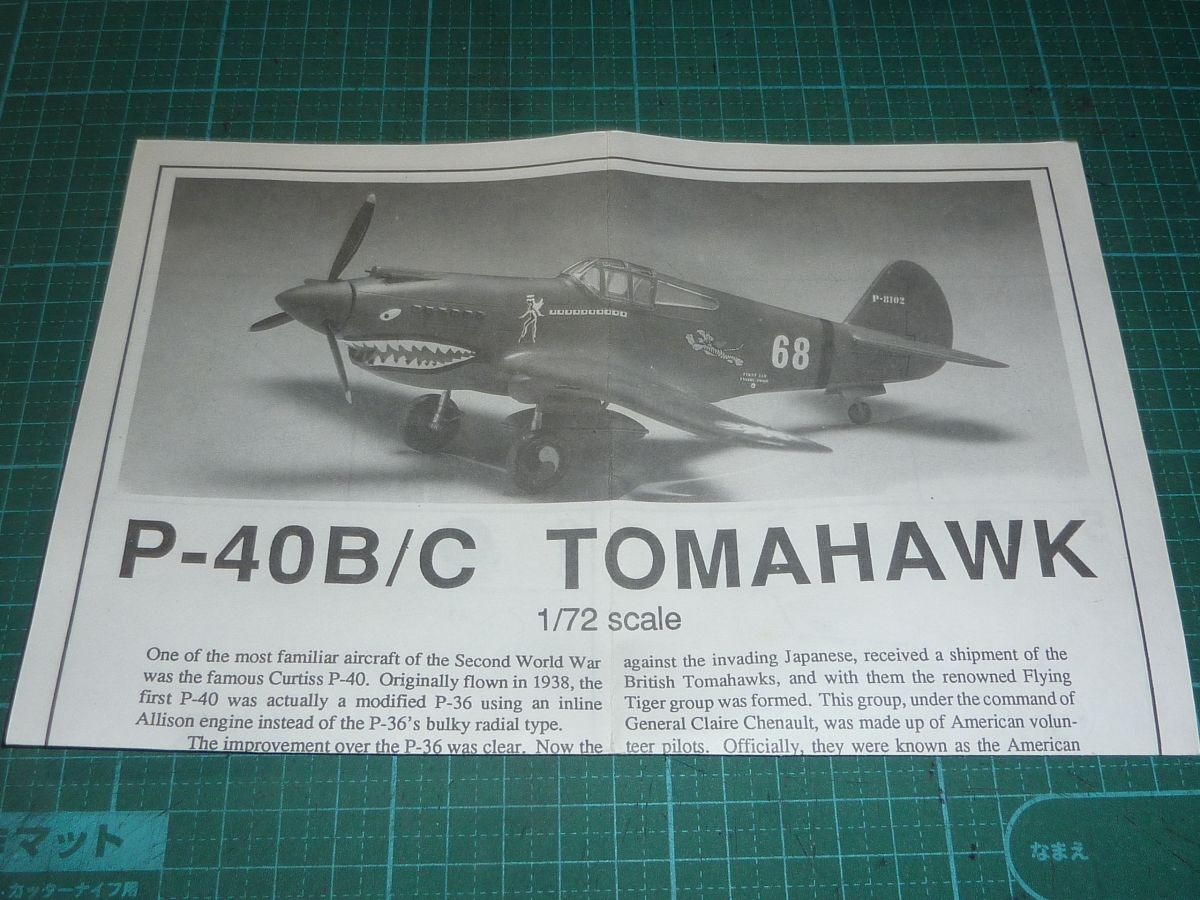 P-8102
68
P-40B/C TOMAHAWK
1/72 scale
One of the most familiar aircraft of the Second World War
was the famous Curtiss P-40. Originally flown in 1938, the
first P-40 was actually a modified P-36 using an inline
Allison engine instead of the P-36's bulky radial type.
The improvement over the P-36 was clear. Now the
against the invading Japanese, received a shipment of the
British Tomahawks, and with them the renowned Flying
Tiger group was formed. This group, under the command of
General Claire Chenault, was made up of American volun-
teer pilots. Officially, they were known as the American
マット
カッターナイフ用
なまえ